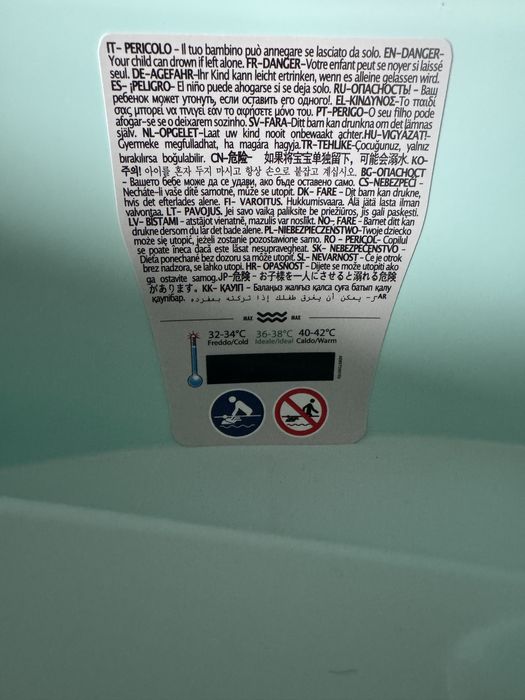 IT- PERICOLO - Il tuo bambino può annegare se lasciato da solo. EN-DANGER-
Your child can drown if left alone. FR-DANGER-Votre enfant peut se noyer si laissé
seul. DE-AGEFAHR-Ihr Kind kann leicht ertrinken, wenn es alleine gelassen wird.
ES- ¡PELIGRO- El niño puede ahogarse si se deja solo. RU-ОПАСНОСТЬ! - Ваш
ребенок может утонуть, если оставить его одного!. EL-ΚΙΝΔΥΝΟΣ-Το παιδί
σας μπορεί να πνιγεί εάν το αφήσετε μόνο του. PT-PERIGO-O seu filho pode
afogar-se se o deixarem sozinho. SV-FARA-Ditt barn kan drunkna om det lämnas
själv. NL-OPGELET-Laat uw kind nooit onbewaakt achter.HU-VIGYÁZAT!-
Gyermeke megfulladhat, ha magára hagyja.TR-TEHLIKE-Çocuğunuz, yalnız
bırakılırsa boğulabilir. CN-危险- 如果将宝宝单独留下，可能会溺水. KO-
주의! 아이를 혼자 두지 마시고 항상 손으로 붙잡고 계십시오. BG-ОПАСНОСТ
- Вашето бебе може да се удави, ако бъде оставено само. CS-NEBEZPEČÍ -
Necháte-li vaše dítě samotné, může se utopit. DK- FARE - Dit barn kan drukne,
hvis det efterlades alene. FI- VAROITUS. Hukkumisvaara. Älä jätä lasta ilman
valvontaa. LT- PAVOJUS. Jei savo vaiką paliksite be priežiūros, jis gali paskęsti.
LV- BĪSTAMI - atstājot vienatnē, mazulis var noslīkt. NO- FARE - Barnet ditt kan
drukne dersom du lar det bade alene. PL-NIEBEZPIECZEŃSTWO-Twoje dziecko
może się utopić, jeżeli zostanie pozostawione samo. RO - PERICOL- Copilul
se poate îneca dacă este lăsat nesupravegheat. SK- NEBEZPEČENSTVO -
Dieťa ponechané bez dozoru sa môže utopiť. SL- NEVARNOST - Če je otrok
brez nadzora, se lahko utopi. HR- OPASNOST - Dijete se može utopiti ako
ga ostavite samog.JP-危険 - お子様を一人にさせると溺れる危険
があります。KK- ҚАУІП - Балаңыз жалғыз қалса суға батып қалу
қаупібар. AR- يمكن أن يغرق طفلك إذا تركته بمفرده -
MAX MAX
32-34°C 36-38°C 40-42°C
Freddo/Cold Ideale/Ideal Caldo/Warm